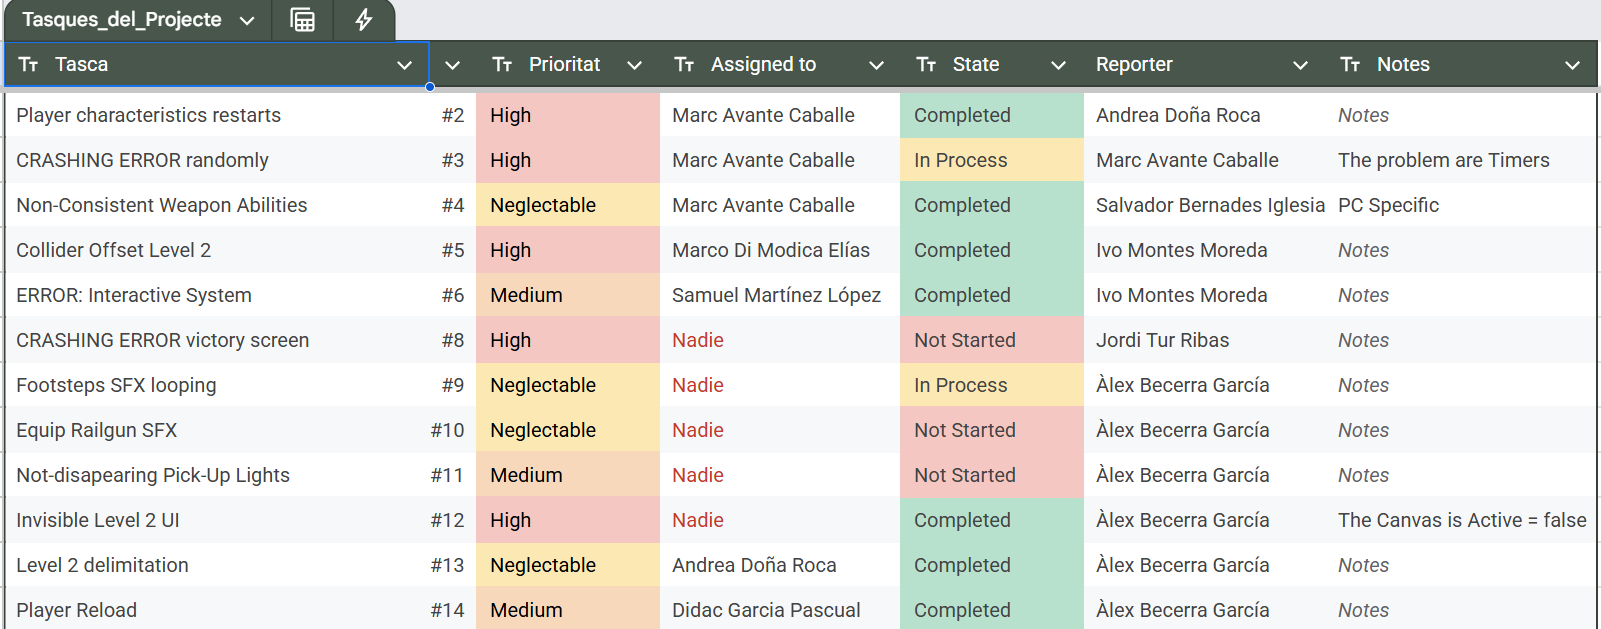 Tasques_del_Projecte
Tasca Prioritat Assigned to State Reporter Notes
Player characteristics restarts #2 High Marc Avante Caballe Completed Andrea Doña Roca Notes
CRASHING ERROR randomly #3 High Marc Avante Caballe In Process Marc Avante Caballe The problem are Timers
Non-Consistent Weapon Abilities #4 Neglectable Marc Avante Caballe Completed Salvador Bernades Iglesia PC Specific
Collider Offset Level 2 #5 High Marco Di Modica Elías Completed Ivo Montes Moreda Notes
ERROR: Interactive System #6 Medium Samuel Martínez López Completed Ivo Montes Moreda Notes
CRASHING ERROR victory screen #8 High Nadie Not Started Jordi Tur Ribas Notes
Footsteps SFX looping #9 Neglectable Nadie In Process Àlex Becerra García Notes
Equip Railgun SFX #10 Neglectable Nadie Not Started Àlex Becerra García Notes
Not-disapearing Pick-Up Lights #11 Medium Nadie Not Started Àlex Becerra García Notes
Invisible Level 2 UI #12 High Nadie Completed Àlex Becerra García The Canvas is Active = false
Level 2 delimitation #13 Neglectable Andrea Doña Roca Completed Àlex Becerra García Notes
Player Reload #14 Medium Didac Garcia Pascual Completed Àlex Becerra García Notes